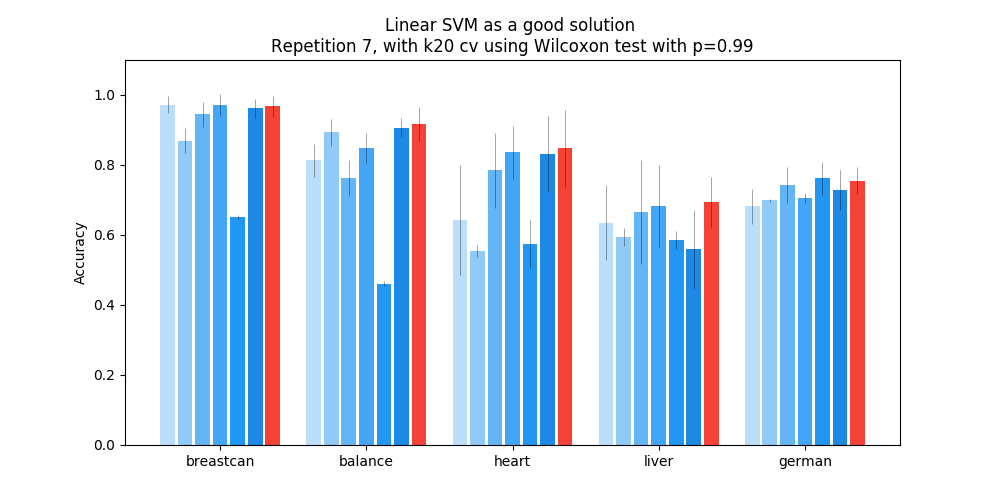 Linear SVM as a good solution
Repetition 7, with k20 cv using Wilcoxon test with p=0.99
Accuracy
1.0
0.8
0.6
0.4
0.2
0.0
breastcan balance heart liver german